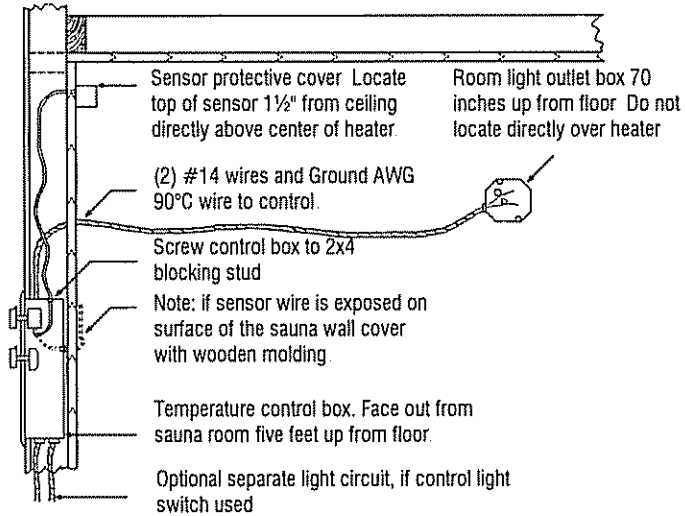 Sensor protective cover Locate
top of sensor 1½" from ceiling
directly above center of heater.
Room light outlet box 70
inches up from floor Do not
locate directly over heater
(2) #14 wires and Ground AWG
90°C wire to control.
Screw control box to 2x4
blocking stud
Note: if sensor wire is exposed on
surface of the sauna wall cover
with wooden molding.
Temperature control box. Face out from
sauna room five feet up from floor.
Optional separate light circuit, if control light
switch used